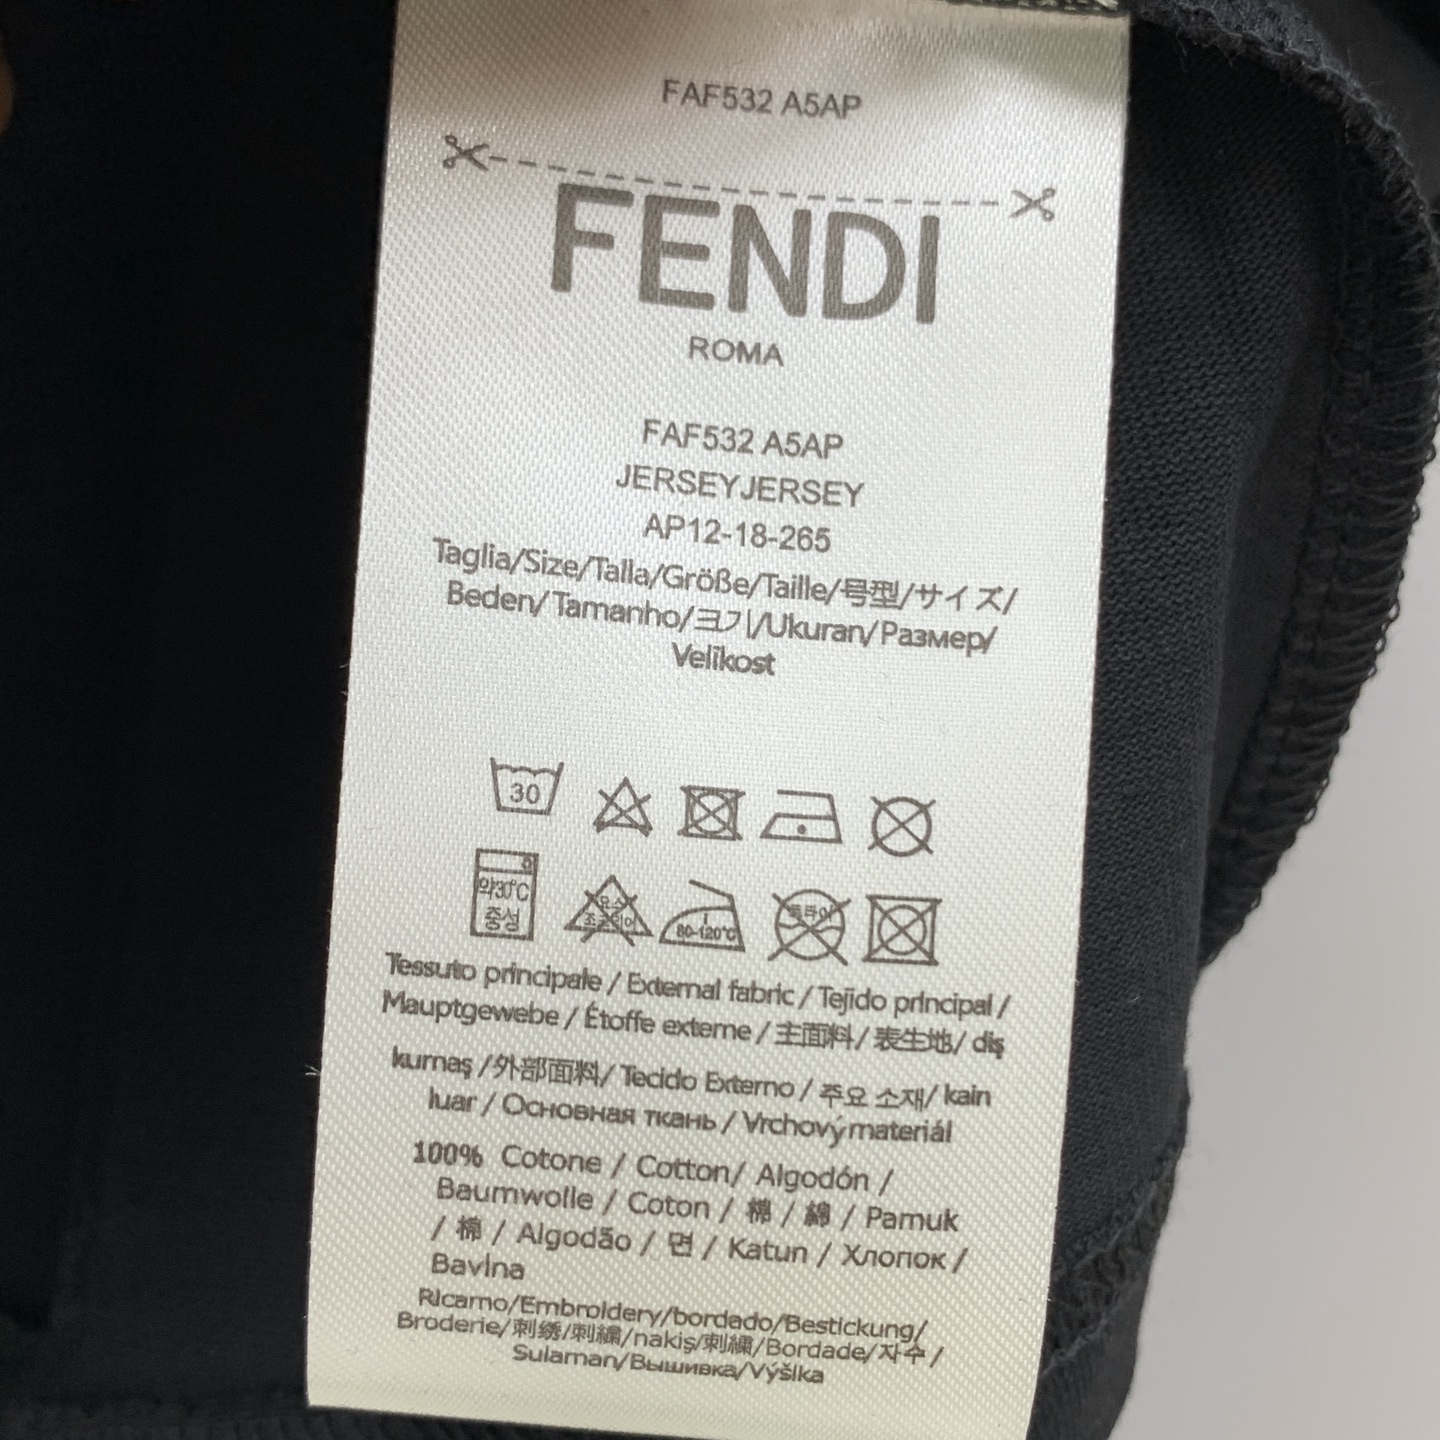 FAF532 A5AP
FENDI
ROMA
FAF532 A5AP
JERSEYJERSEY
AP12-18-265
Taglia/Size/Talla/Größe/Taille/号型/サイズ/
Beden/Tamanho/크기/Ukuran/Размер/
Velikost
30
약30℃
중성
80-120℃
Tessuto principale / External fabric / Tejido principal /
Mauptgewebe / Étoffe externe / 主面料/ 表生地/ diş
kumaş /外部面料/ Tecido Externo / 주요 소재/ kain
luar / Основная ткань / Vrchový materiál
100% Cotone / Cotton/ Algodón /
Baumwolle / Coton / 棉 / 綿 / Pamuk
/ 棉 / Algodão / 면 / Katun / Хлопок /
Bavlna
Ricamo/Embroidery/bordado/Bestickung/
Broderie/刺绣/刺繍/nakiş/刺繡/Bordade/자수/
Sulaman/Вышивка/Výšika